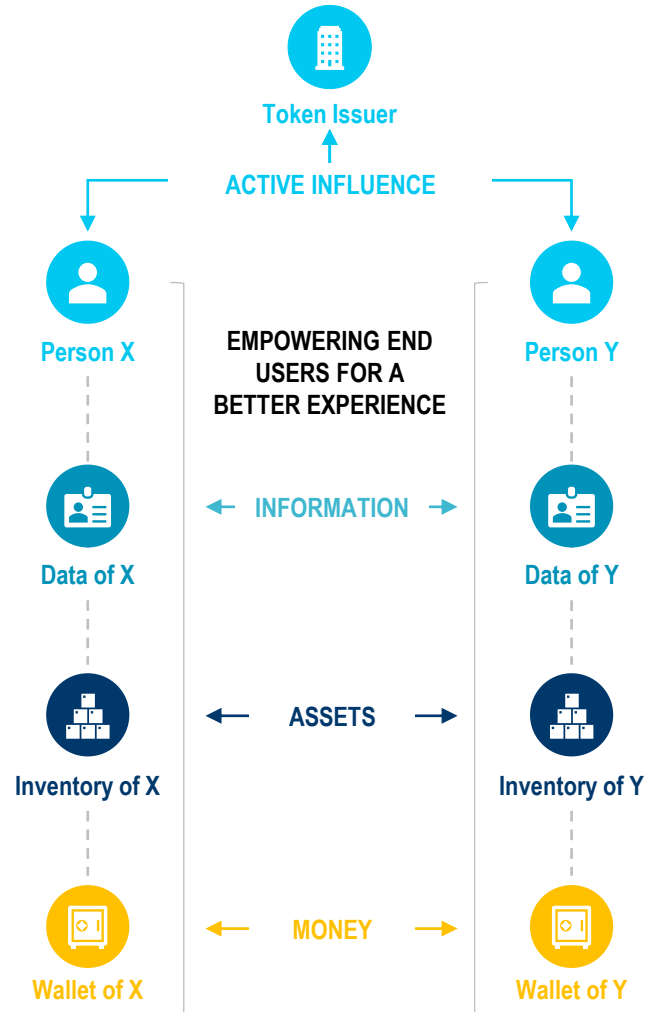 Token Issuer
ACTIVE INFLUENCE
Person X
EMPOWERING END
USERS FOR A
BETTER EXPERIENCE
Person Y
INFORMATION
Data of X
Data of Y
ASSETS
Inventory of X
Inventory of Y
MONEY
Wallet of X
Wallet of Y